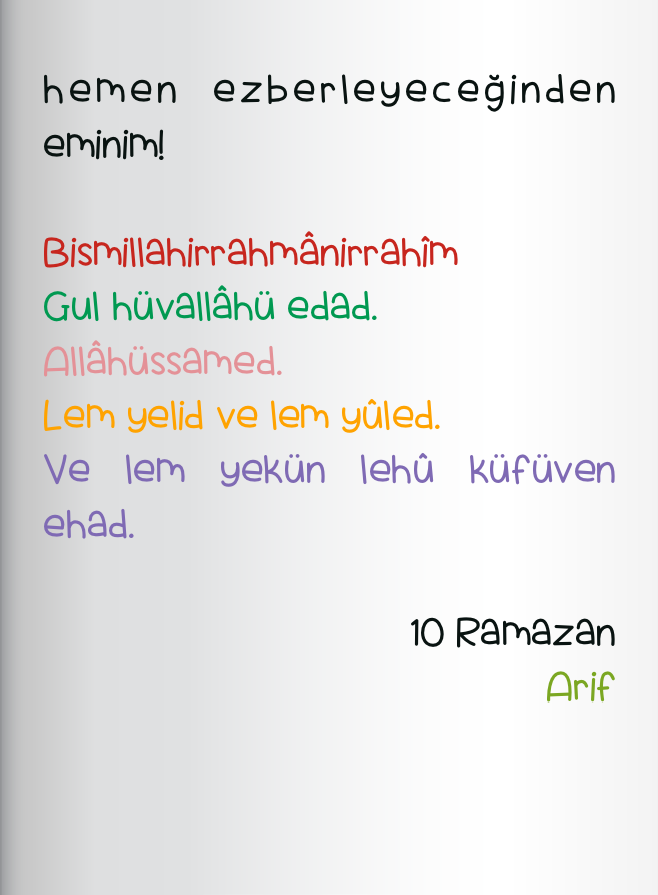 hemen ezberleyeceğinden
eminim!
Bismillahirrahmânirrahîm
Gul hüvallâhü edad.
Allâhüssamed.
Lem yelid ve lem yûled.
Ve lem yekün lehû küfüven
ehad.
10 Ramazan
Arif